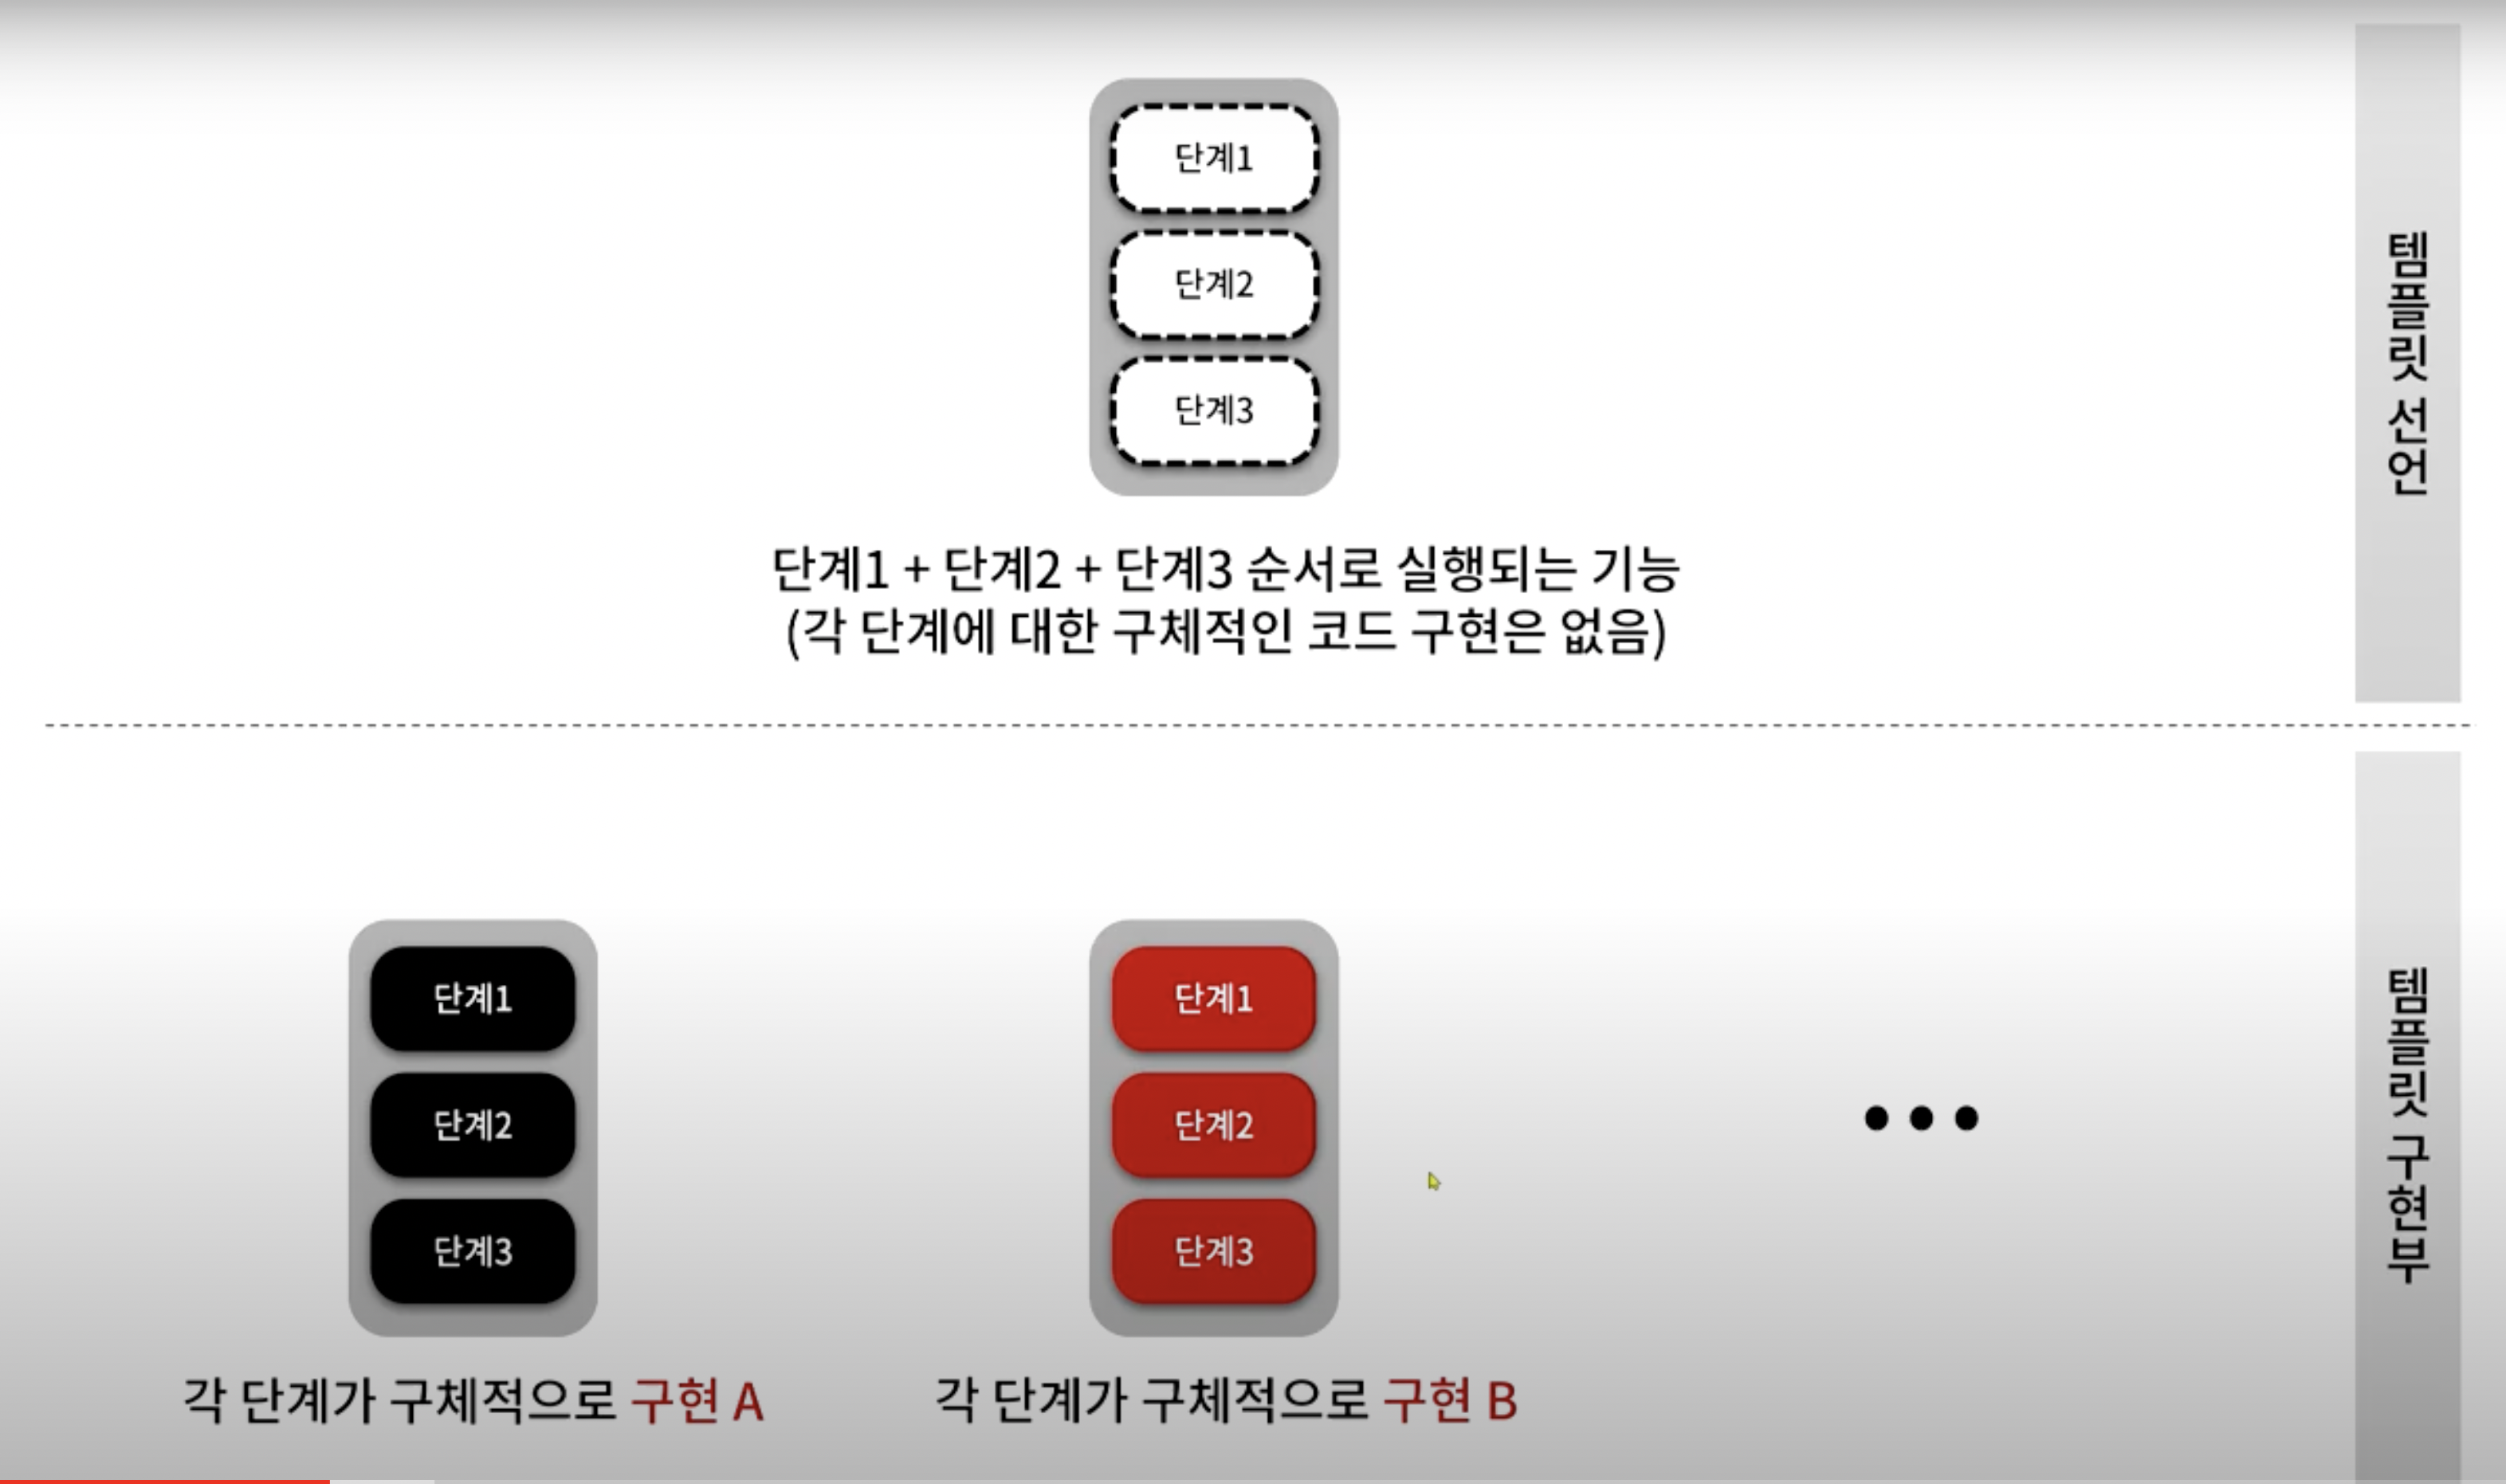 단계1
단계2
단계3
단계1 + 단계2 + 단계3 순서로 실행되는 기능
(각 단계에 대한 구체적인 코드 구현은 없음)
템플릿 선언
단계1
단계2
단계3
각 단계가 구체적으로 구현 A
단계1
단계2
단계3
각 단계가 구체적으로 구현 B
템플릿 구현부